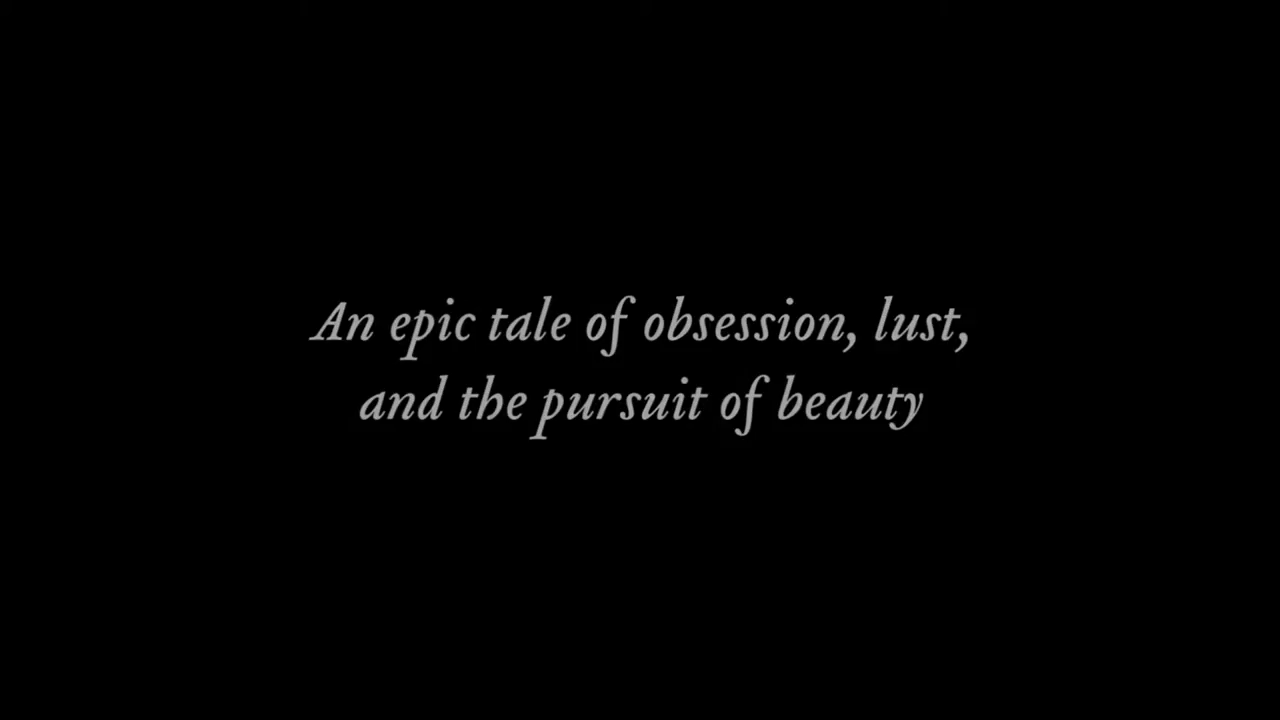 An epic tale of obsession, lust,
and the pursuit of beauty